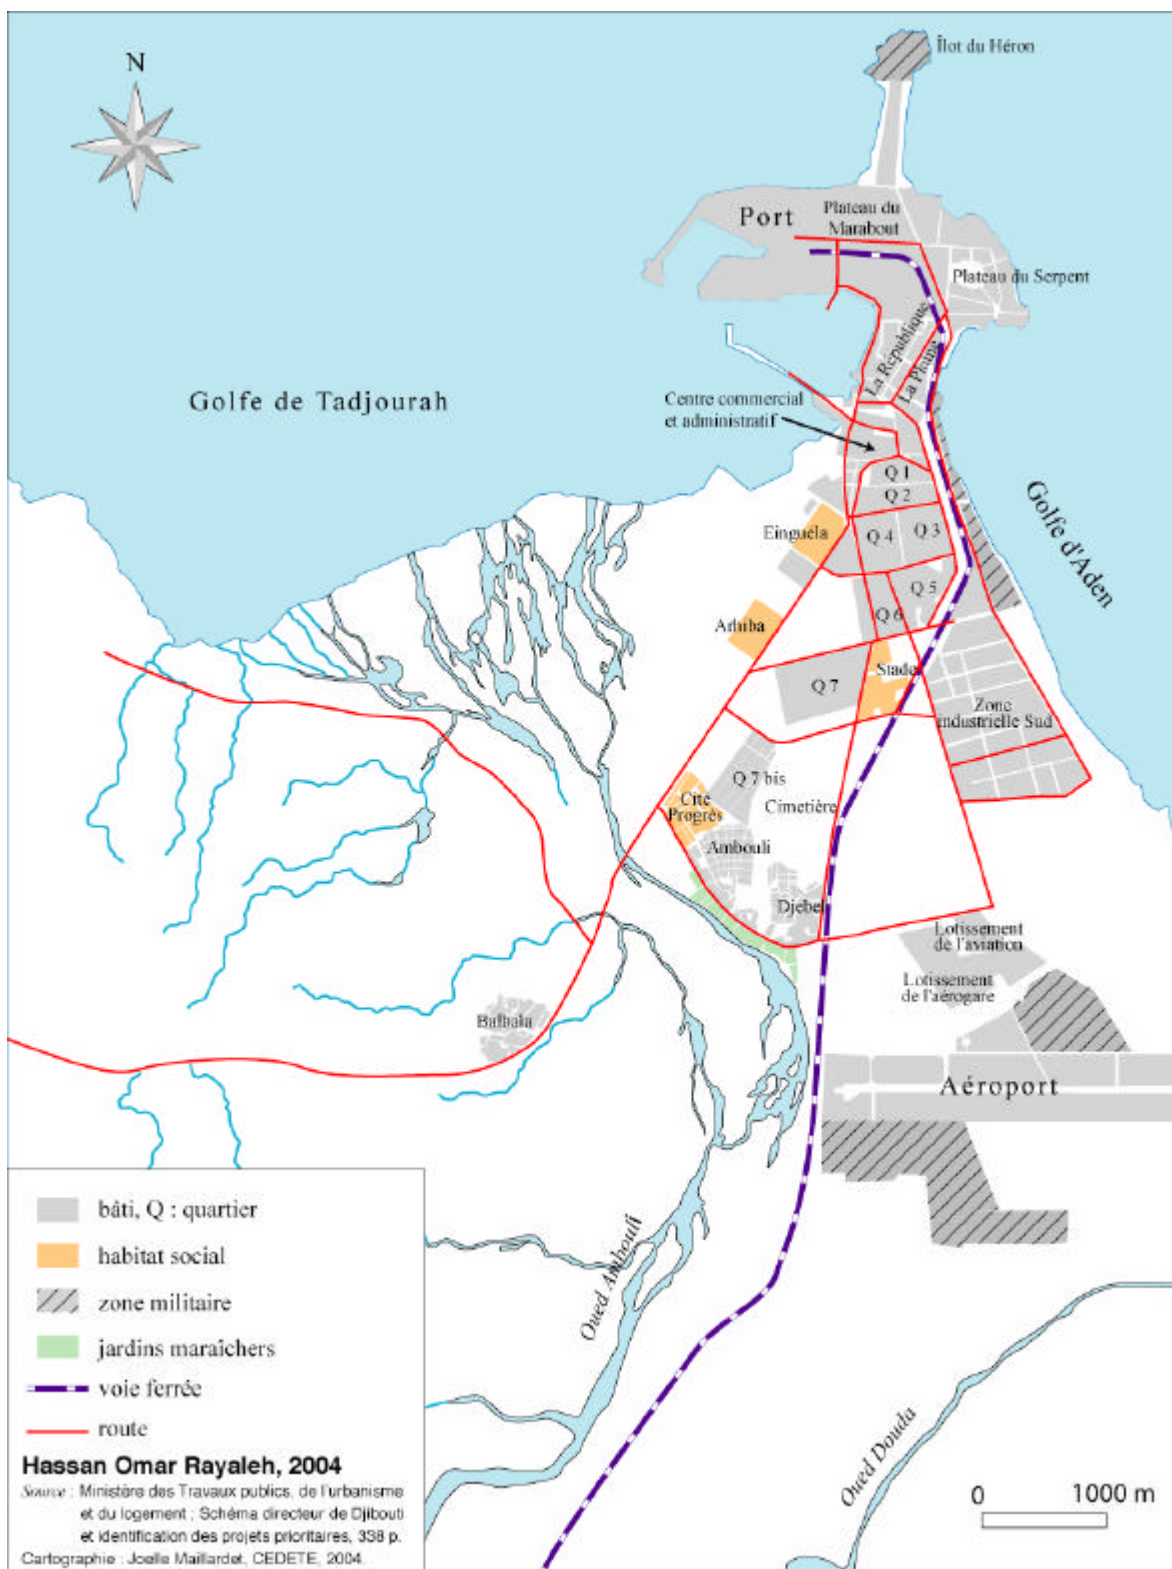 Îlot du Héron
N
Port
Plateau du
Marabout
Plateau du Serpent
La République
La Plaine
Golfe de Tadjourah
Centre commercial
et administratif
Golfe d'Aden
Q 1
Q 2
Einguéla
Q 4
Q 3
Q 5
Arhiba
Q 6
Stade
Q 7
Zone
industrielle Sud
Q 7 bis
Cité
Progrès
Cimetière
Ambouli
Djebel
Lotissement
de l'aviation
Lotissement
de l'aérogare
Balbala
Aéroport
Oued Ambouli
Oued Douda
bâti, Q : quartier
habitat social
zone militaire
jardins maraîchers
voie ferrée
route
Hassan Omar Rayaleh, 2004
Source : Ministère des Travaux publics, de l'urbanisme
et du logement ; Schéma directeur de Djibouti
et identification des projets prioritaires, 338 p.
Cartographie : Joelle Maillardet, CEDETE, 2004.
0 1000 m